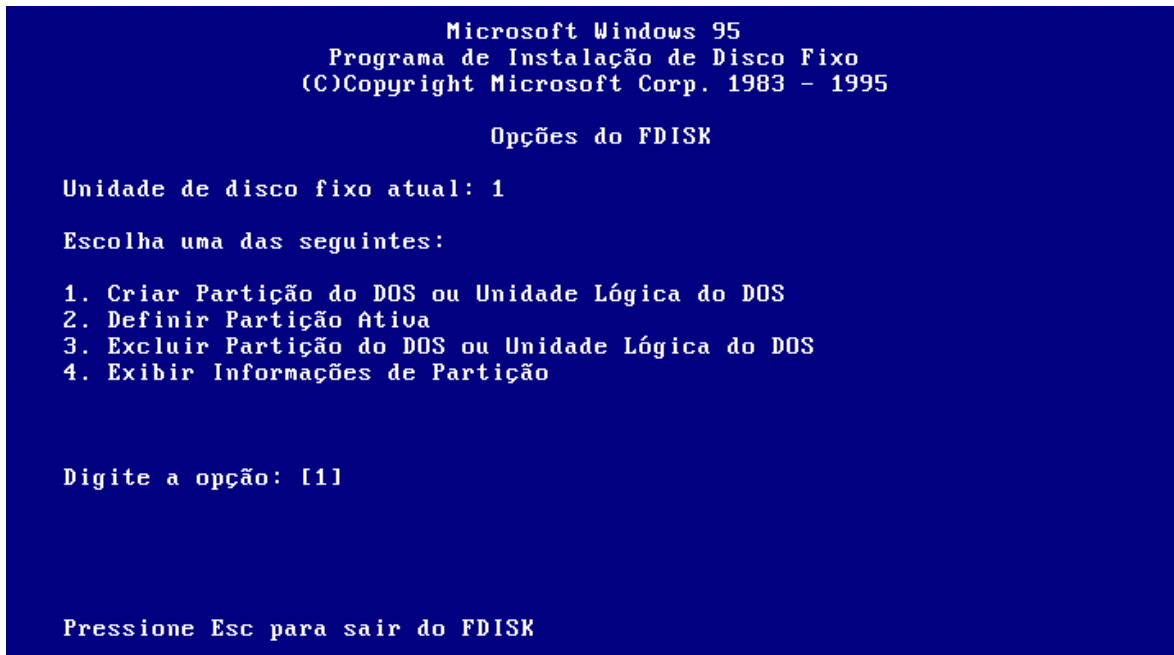 Microsoft Windows 95
Programa de Instalação de Disco Fixo
(C)Copyright Microsoft Corp. 1983 - 1995
Opções do FDISK
Unidade de disco fixo atual: 1
Escolha uma das seguintes:
1. Criar Partição do DOS ou Unidade Lógica do DOS
2. Definir Partição Ativa
3. Excluir Partição do DOS ou Unidade Lógica do DOS
4. Exibir Informações de Partição
Digite a opção: [1]
Pressione Esc para sair do FDISK